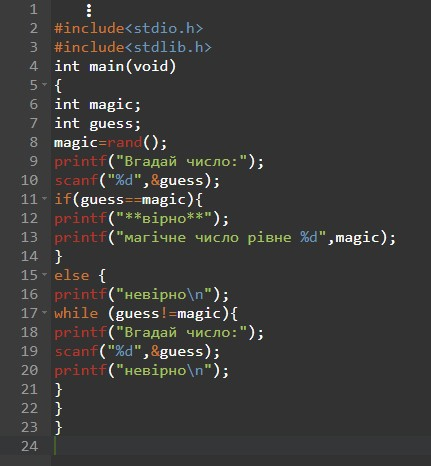 1
2 #include<stdio.h>
3 #include<stdlib.h>
4 int main(void)
5 {
6 int magic;
7 int guess;
8 magic=rand();
9 printf("Вгадай число:");
10 scanf("%d",&guess);
11 if(guess==magic){
12 printf("**вірно**");
13 printf("магічне число рівне %d",magic);
14 }
15 else {
16 printf("невірно\n");
17 while (guess!=magic){
18 printf("Вгадай число:");
19 scanf("%d",&guess);
20 printf("невірно\n");
21 }
22 }
23 }
24